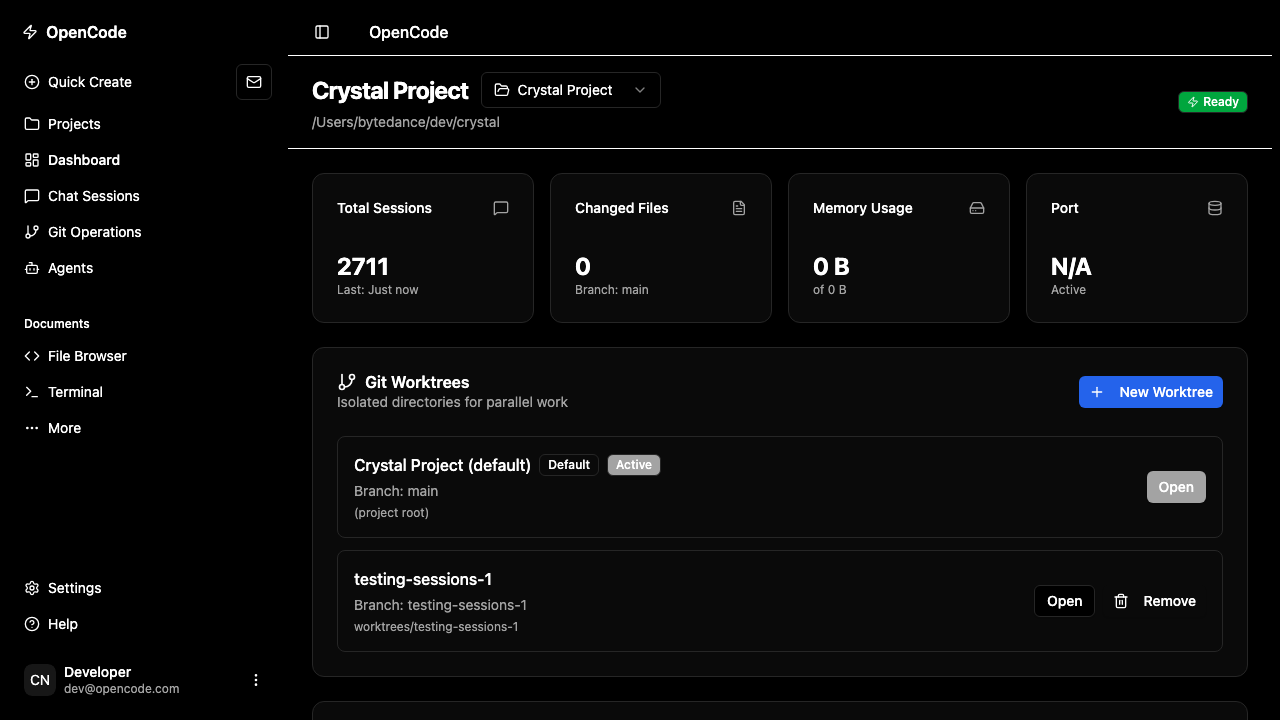 OpenCode
Quick Create
Projects
Dashboard
Chat Sessions
Git Operations
Agents
Documents
File Browser
Terminal
More
Settings
Help
CN
Developer
dev@opencode.com
OpenCode
Crystal Project
Crystal Project
/Users/bytedance/dev/crystal
Ready
Total Sessions
2711
Last: Just now
Changed Files
0
Branch: main
Memory Usage
0 B
of 0 B
Port
N/A
Active
Git Worktrees
Isolated directories for parallel work
New Worktree
Crystal Project (default) Default Active
Branch: main
(project root)
Open
testing-sessions-1
Branch: testing-sessions-1
worktrees/testing-sessions-1
Open Remove